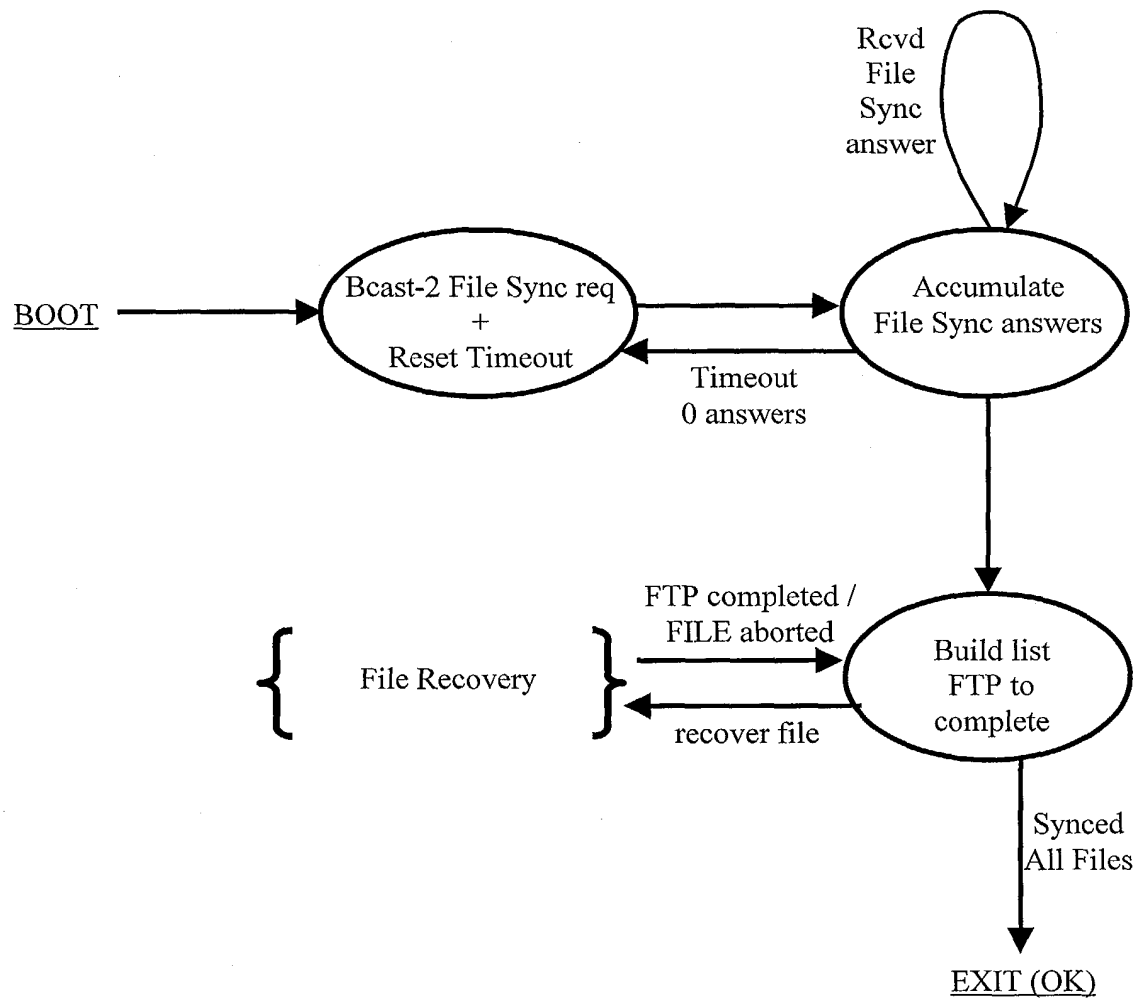 Rcvd
File
Sync
answer
BOOT
Bcast-2 File Sync req
+
Reset Timeout
Accumulate
File Sync answers
Timeout
0 answers
FTP completed /
FILE aborted
File Recovery
recover file
Build list
FTP to
complete
Synced
All Files
EXIT (OK)